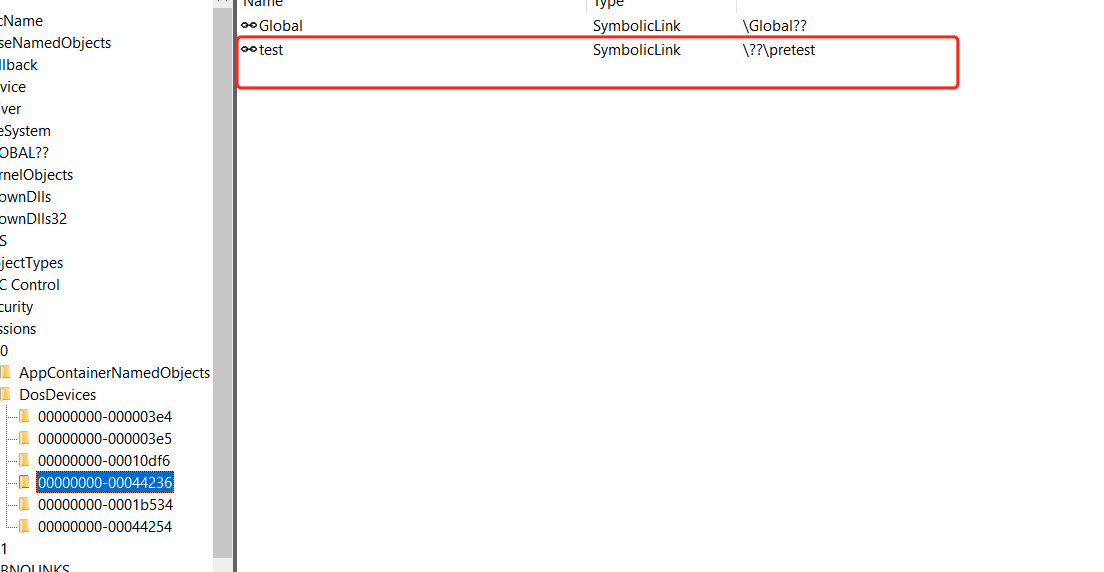 cName
seNamedObjects
llback
vice
ver
eSystem
OBAL??
rnelObjects
ownDlls
ownDlls32
S
jectTypes
C Control
curity
ssions
0
AppContainerNamedObjects
DosDevices
00000000-000003e4
00000000-000003e5
00000000-00010df6
00000000-00044236
00000000-0001b534
00000000-00044254
1
BNOLINKS
Name Type
Global SymbolicLink \Global??
test SymbolicLink \??\pretest